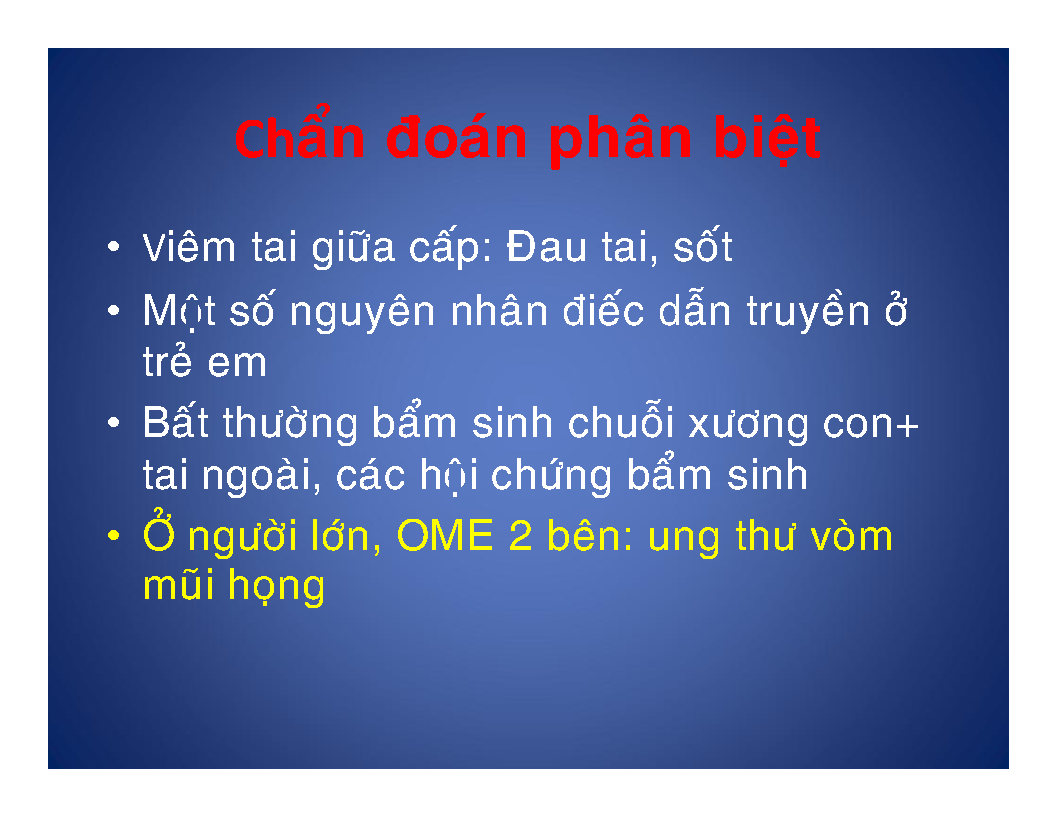 Chẩn đoán phân biệt
• Viêm tai giữa cấp: Đau tai, sốt
• Một số nguyên nhân điếc dẫn truyền ở
trẻ em
• Bất thường bẩm sinh chuỗi xương con+
tai ngoài, các hội chứng bẩm sinh
• Ở người lớn, OME 2 bên: ung thư vòm
mũi họng